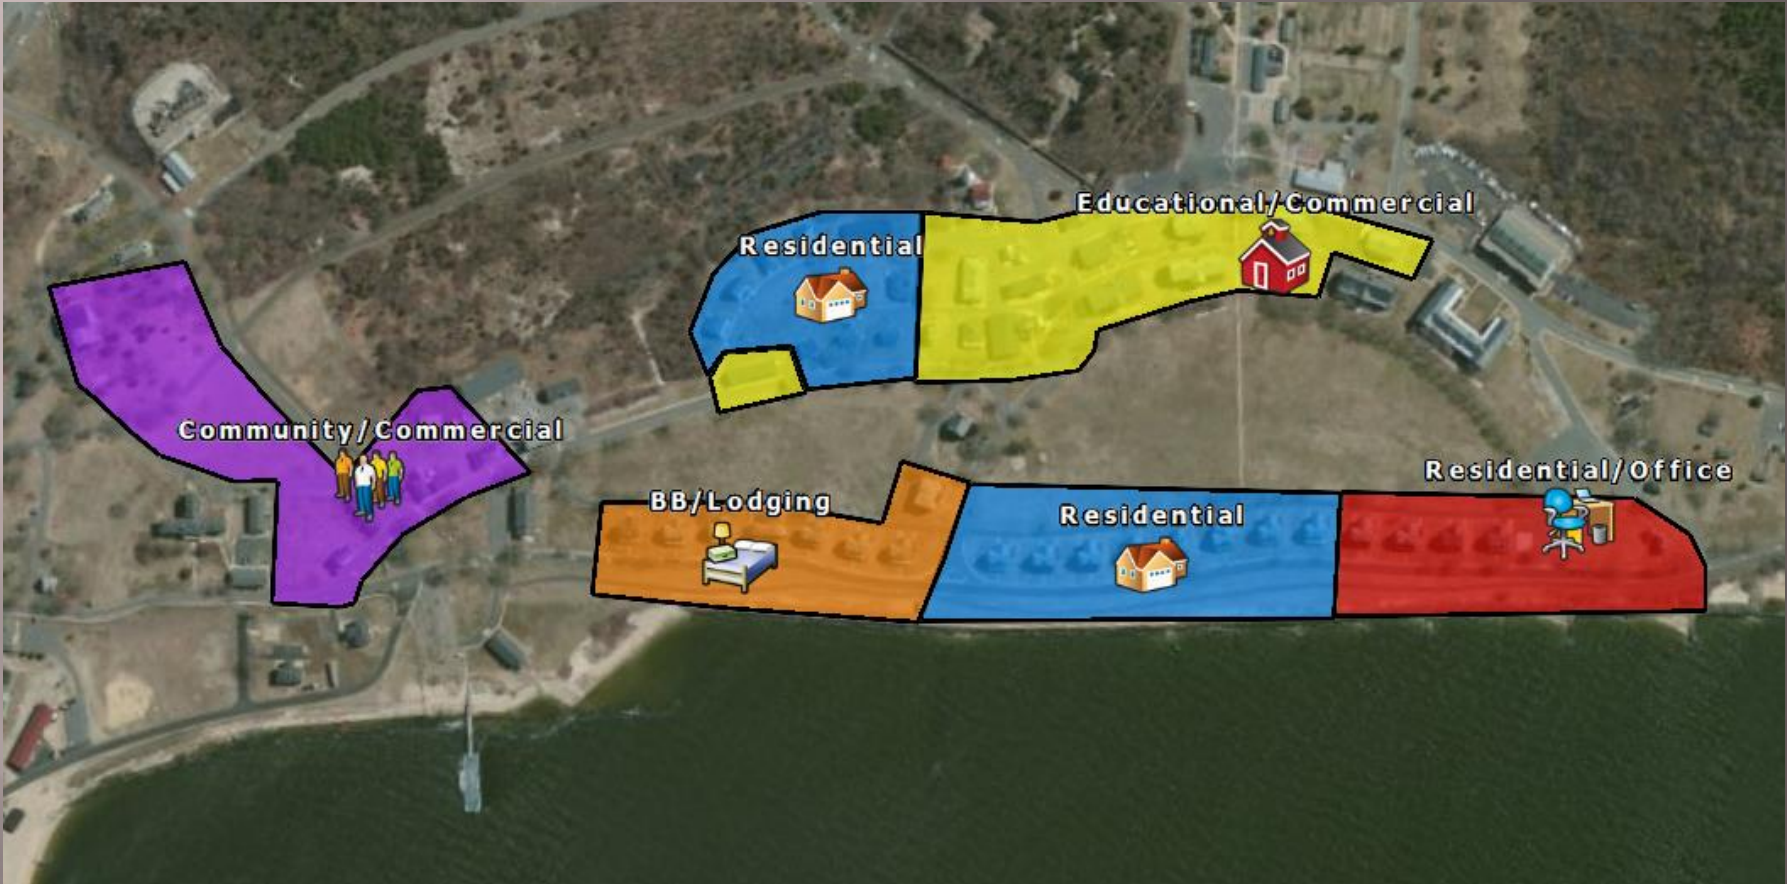 Educational/Commercial
Residential
Community/Commercial
Residential/Office
BB/Lodging
Residential